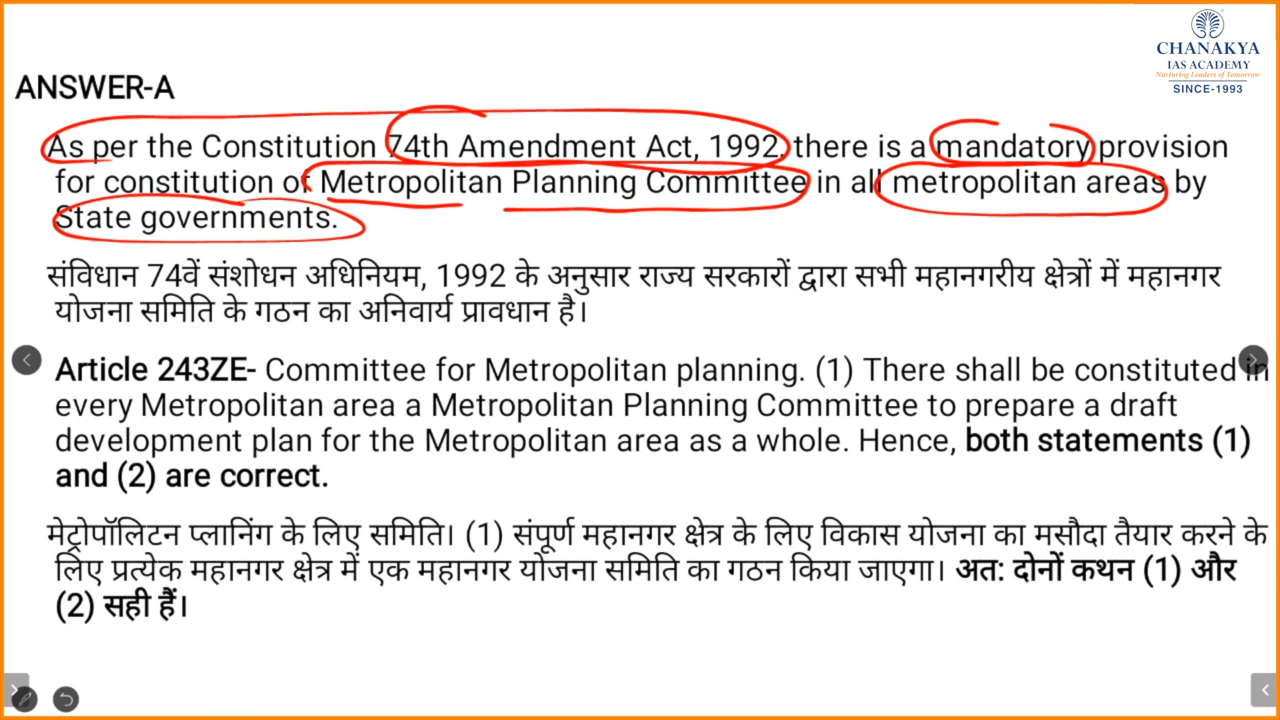 CHANAKYA
IAS ACADEMY
Nurturing Leaders of Tomorrow
SINCE-1993
ANSWER-A
As per the Constitution 74th Amendment Act, 1992, there is a mandatory provision
for constitution of Metropolitan Planning Committee in all metropolitan areas by
State governments.
संविधान 74वें संशोधन अधिनियम, 1992 के अनुसार राज्य सरकारों द्वारा सभी महानगरीय क्षेत्रों में महानगर
योजना समिति के गठन का अनिवार्य प्रावधान है।
Article 243ZE- Committee for Metropolitan planning. (1) There shall be constituted in
every Metropolitan area a Metropolitan Planning Committee to prepare a draft
development plan for the Metropolitan area as a whole. Hence, both statements (1)
and (2) are correct.
मेट्रोपॉलिटन प्लानिंग के लिए समिति। (1) संपूर्ण महानगर क्षेत्र के लिए विकास योजना का मसौदा तैयार करने के
लिए प्रत्येक महानगर क्षेत्र में एक महानगर योजना समिति का गठन किया जाएगा। अत: दोनों कथन (1) और
(2) सही हैं।